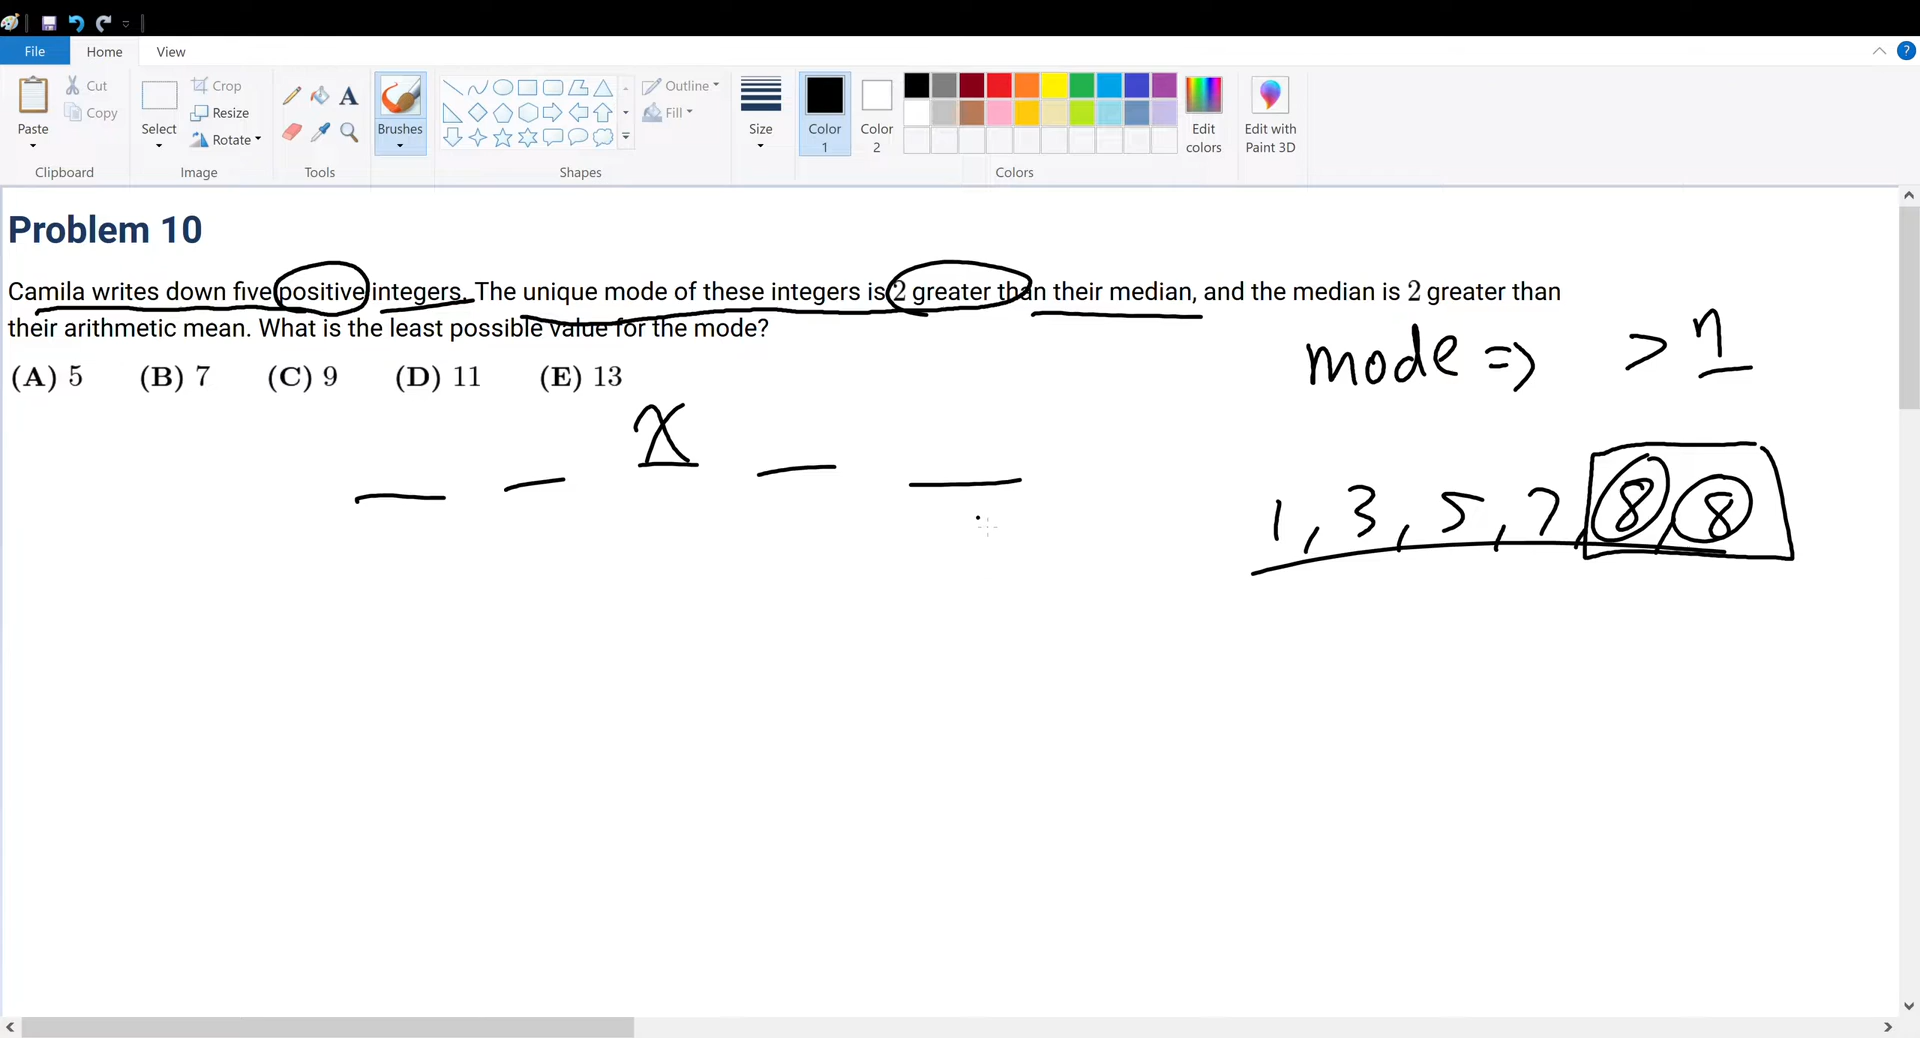 File Home View
Paste Cut Copy Select Crop Resize Rotate A Brushes Outline Fill Size Color 1 Color 2 Edit colors Edit with Paint 3D
Clipboard Image Tools Shapes Colors
Problem 10
Camila writes down five positive integers. The unique mode of these integers is 2 greater than their median, and the median is 2 greater than
their arithmetic mean. What is the least possible value for the mode?
(A) 5 (B) 7 (C) 9 (D) 11 (E) 13
mode => > n
x
1, 3, 5, 7, 8, 8